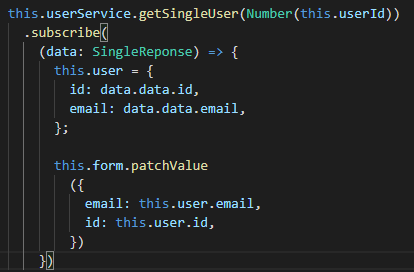 this.userService.getSingleUser(Number(this.userId))
.subscribe(
(data: SingleReponse) => {
this.user = {
id: data.data.id,
email: data.data.email,
};
this.form.patchValue
({
email: this.user.email,
id: this.user.id,
})
})